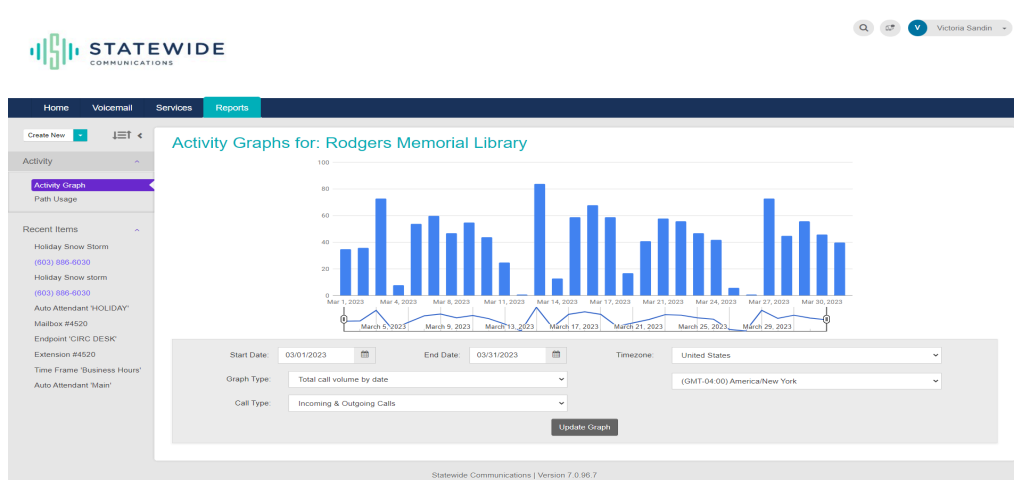 STATEWIDE
COMMUNICATIONS
V Victoria Sandin
Home Voicemail Services Reports
Create New
Activity
Activity Graph
Path Usage
Recent Items
Holiday Snow Storm
(603) 886-6030
Holiday Snow storm
(603) 886-6030
Auto Attendant 'HOLIDAY'
Mailbox #4520
Endpoint 'CIRC DESK'
Extension #4520
Time Frame 'Business Hours'
Auto Attendant 'Main'
Activity Graphs for: Rodgers Memorial Library
100
80
60
40
20
0
Mar 1, 2023 Mar 4, 2023 Mar 8, 2023 Mar 11, 2023 Mar 14, 2023 Mar 17, 2023 Mar 21, 2023 Mar 24, 2023 Mar 27, 2023 Mar 30, 2023
March 5, 2023 March 9, 2023 March 13, 2023 March 17, 2023 March 21, 2023 March 25, 2023 March 29, 2023
Start Date: 03/01/2023 End Date: 03/31/2023 Timezone: United States
Graph Type: Total call volume by date (GMT-04:00) America/New York
Call Type: Incoming & Outgoing Calls
Update Graph
Statewide Communications | Version 7.0.96.7